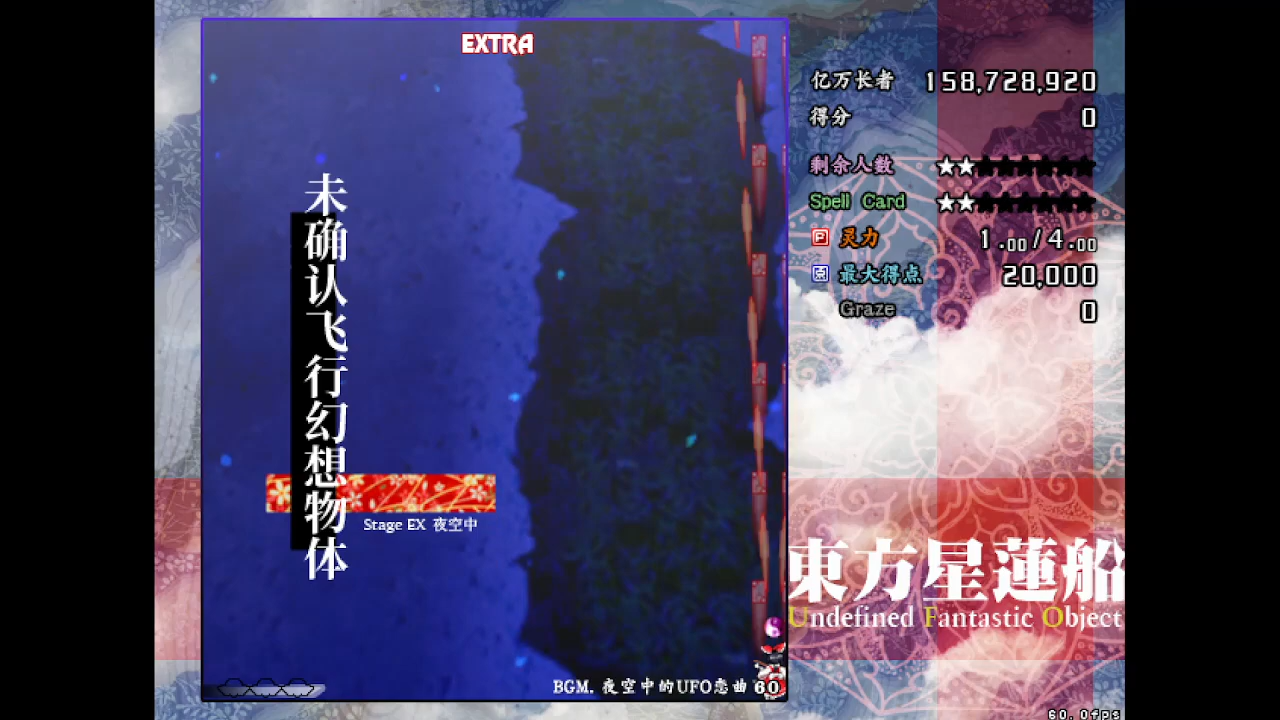 EXTRA
未确认飞行幻想物体
Stage EX 夜空中
BGM. 夜空中的UFO恋曲 60
亿万长者 158,728,920
得分 0
剩余人数
Spell Card
P 灵力 1.00/4.00
点 最大得点 20,000
Graze 0
東方星蓮船
Undefined Fantastic Object
60.0fps